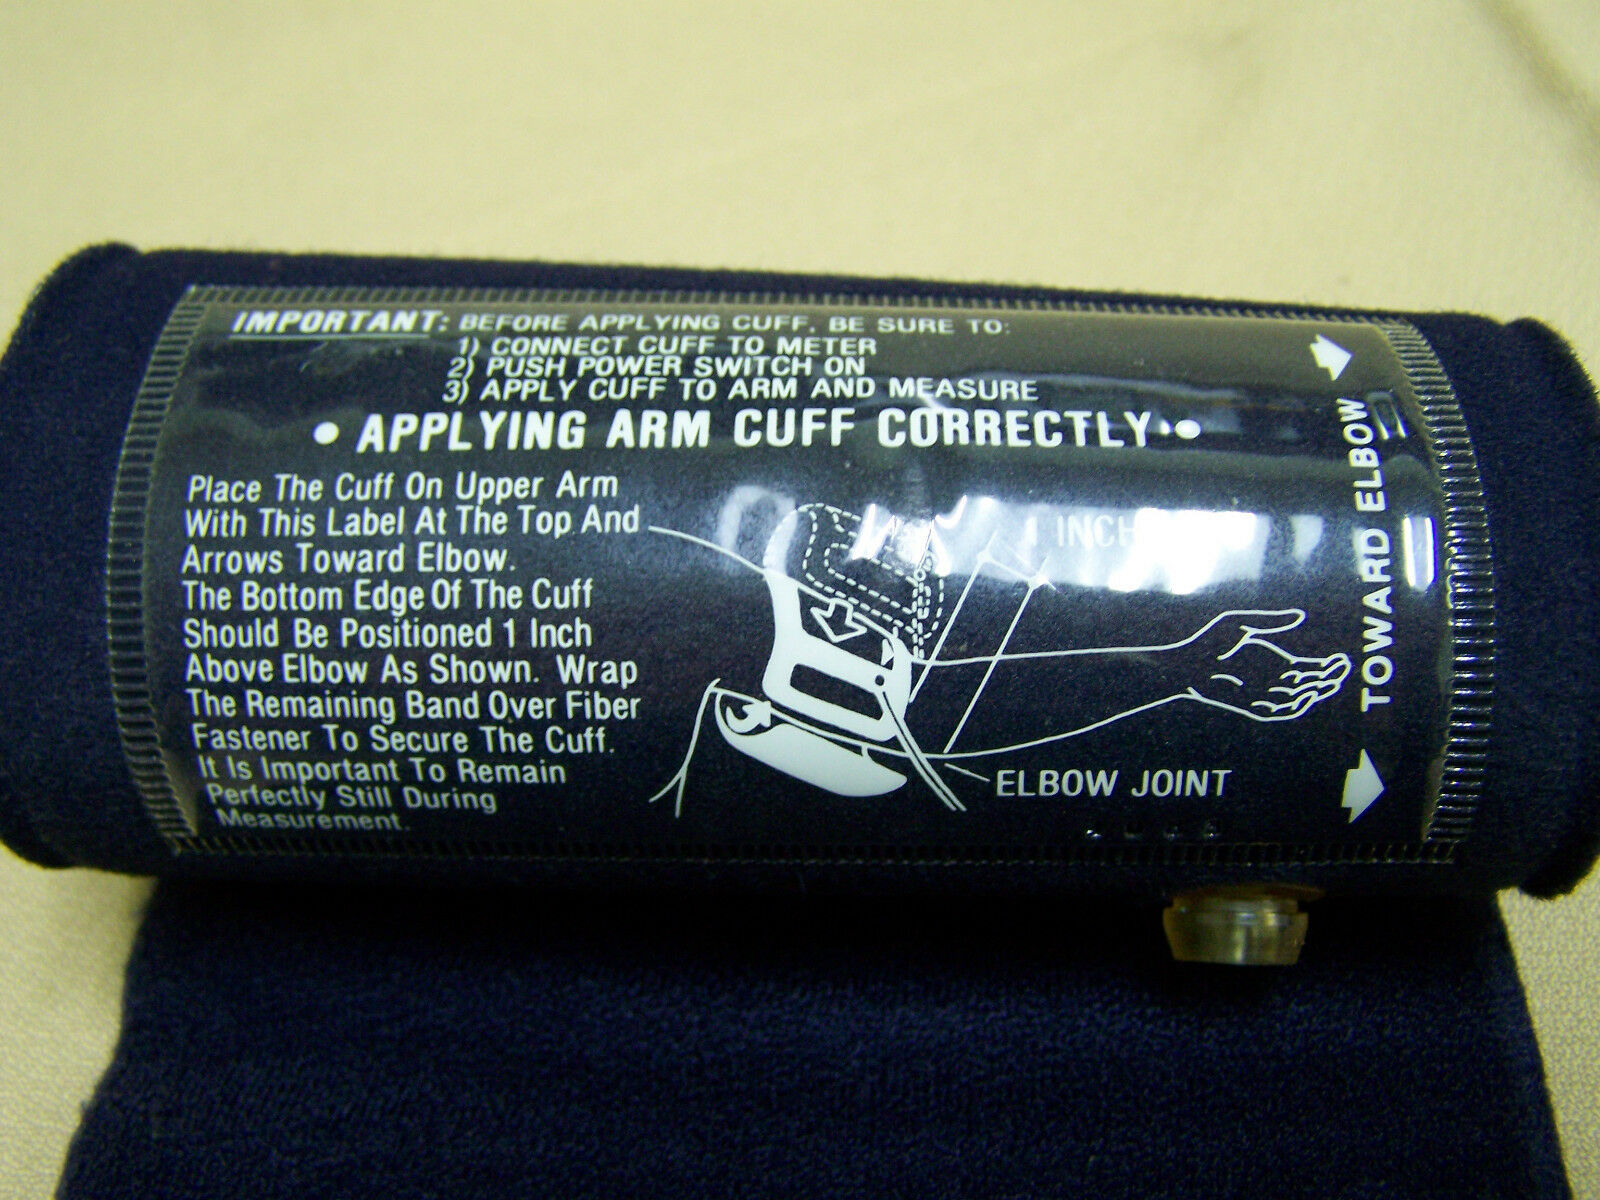 IMPORTANT: BEFORE APPLYING CUFF, BE SURE TO:
1) CONNECT CUFF TO METER
2) PUSH POWER SWITCH ON
3) APPLY CUFF TO ARM AND MEASURE
• APPLYING ARM CUFF CORRECTLY •
Place The Cuff On Upper Arm
With This Label At The Top And
Arrows Toward Elbow.
The Bottom Edge Of The Cuff
Should Be Positioned 1 Inch
Above Elbow As Shown. Wrap
The Remaining Band Over Fiber
Fastener To Secure The Cuff.
It Is Important To Remain
Perfectly Still During
Measurement.
1 INCH
ELBOW JOINT
TOWARD ELBOW